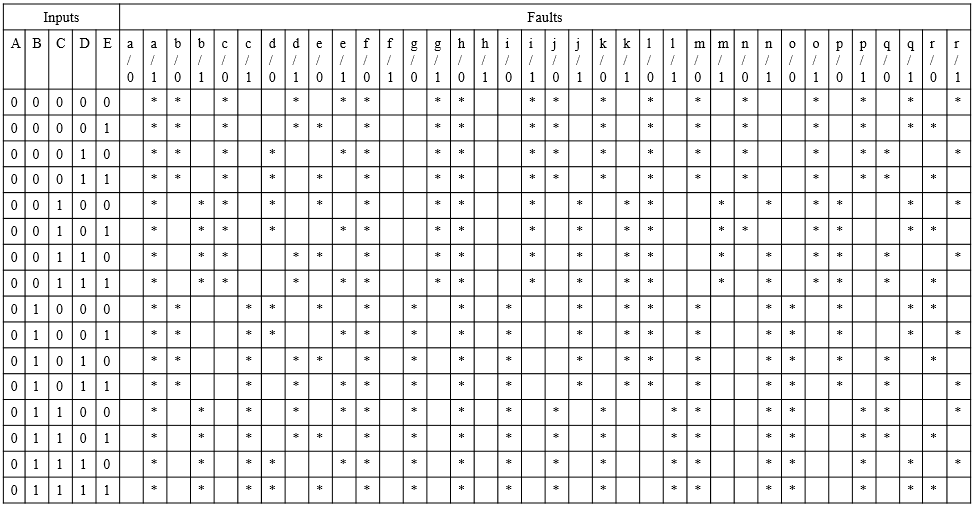 Inputs Faults
A B C D E a a b b c c d d e e f f g g h h i i j j k k l l m m n n o o p p q q r r
/ / / / / / / / / / / / / / / / / / / / / / / / / / / / / / / / / / / /
0 1 0 1 0 1 0 1 0 1 0 1 0 1 0 1 0 1 0 1 0 1 0 1 0 1 0 1 0 1 0 1 0 1 0 1
0 0 0 0 0 * * * * * * * * * * * * * * * * * *
0 0 0 0 1 * * * * * * * * * * * * * * * * * *
0 0 0 1 0 * * * * * * * * * * * * * * * * * *
0 0 0 1 1 * * * * * * * * * * * * * * * * * *
0 0 1 0 0 * * * * * * * * * * * * * * * * * *
0 0 1 0 1 * * * * * * * * * * * * * * * * * *
0 0 1 1 0 * * * * * * * * * * * * * * * * * *
0 0 1 1 1 * * * * * * * * * * * * * * * * * *
0 1 0 0 0 * * * * * * * * * * * * * * * * * *
0 1 0 0 1 * * * * * * * * * * * * * * * * * *
0 1 0 1 0 * * * * * * * * * * * * * * * * * *
0 1 0 1 1 * * * * * * * * * * * * * * * * * *
0 1 1 0 0 * * * * * * * * * * * * * * * * * *
0 1 1 0 1 * * * * * * * * * * * * * * * * * *
0 1 1 1 0 * * * * * * * * * * * * * * * * * *
0 1 1 1 1 * * * * * * * * * * * * * * * * * *